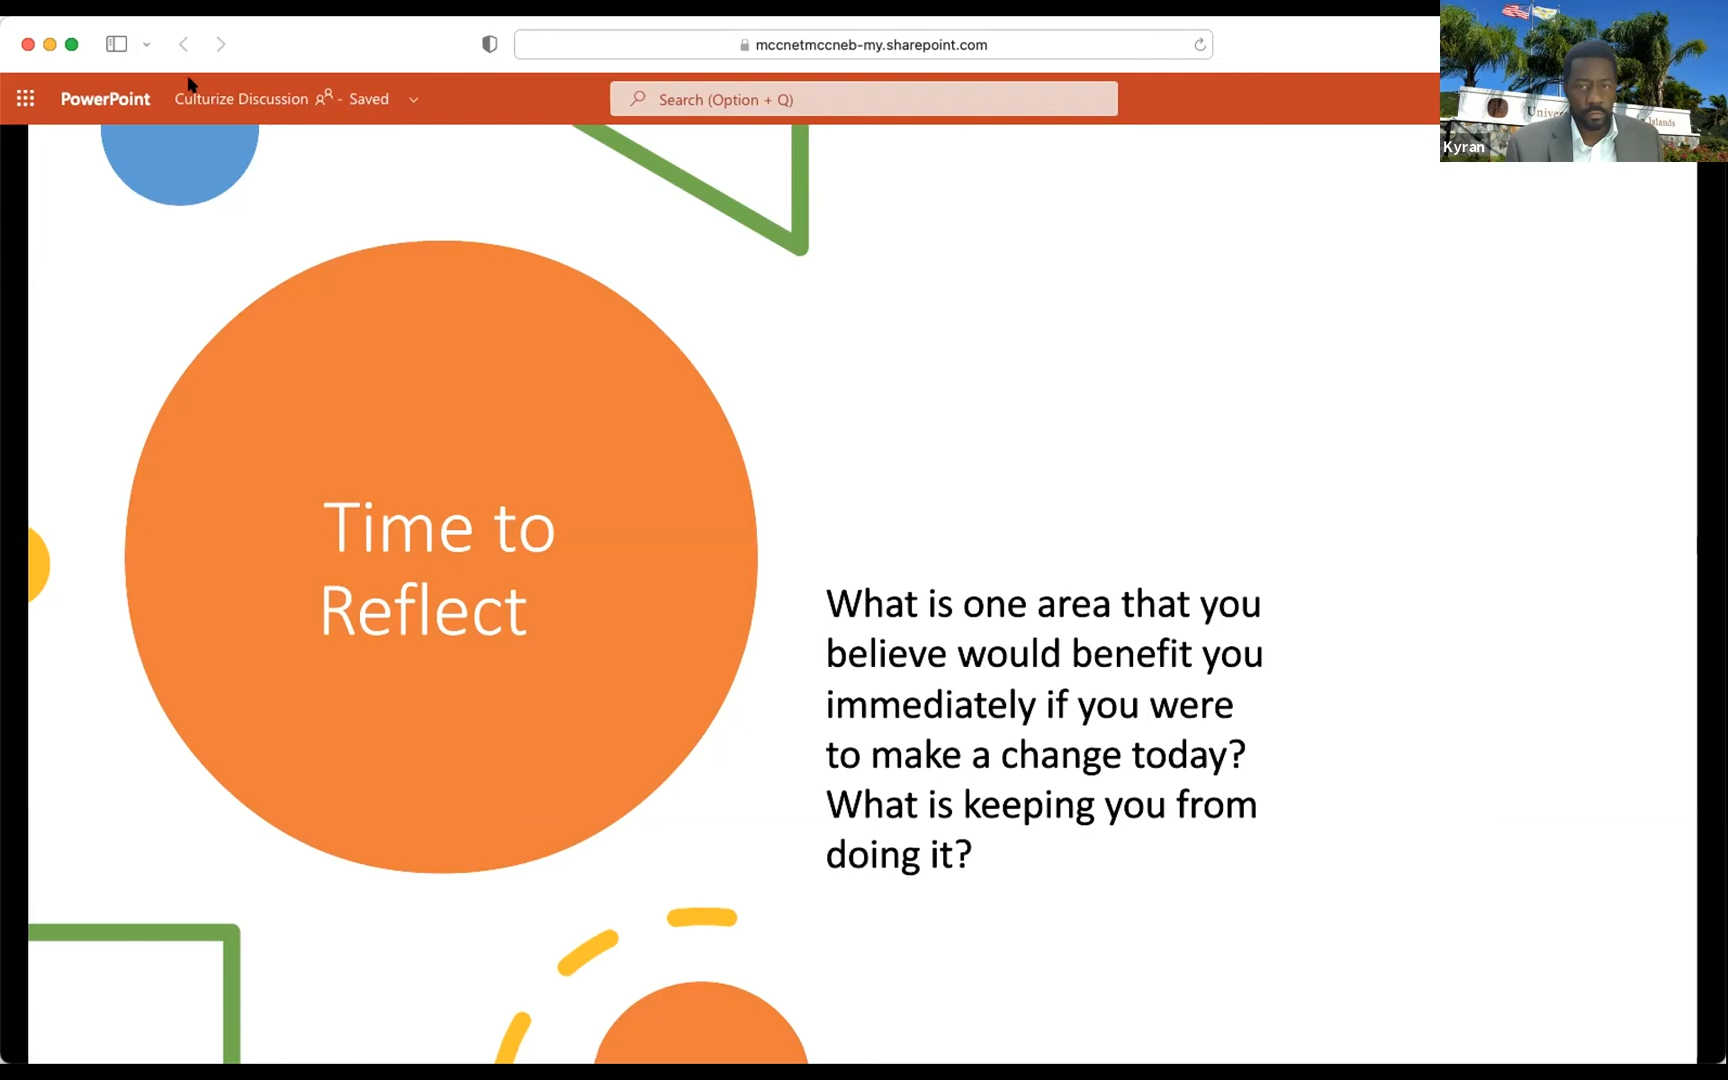 mccnetmccneb-my.sharepoint.com
PowerPoint
Culturize Discussion
- Saved
Search (Option + Q)
Islands
Kyran
Time to
Reflect
What is one area that you
believe would benefit you
immediately if you were
to make a change today?
What is keeping you from
doing it?